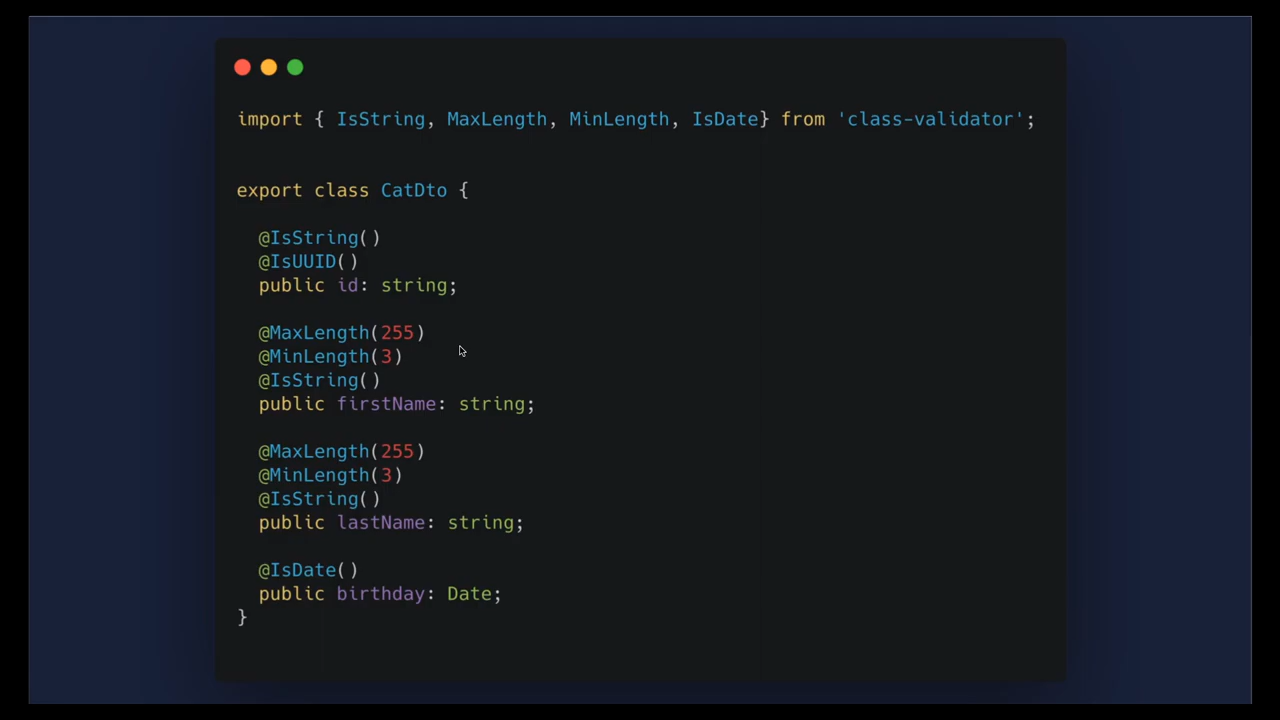 import { IsString, MaxLength, MinLength, IsDate} from 'class-validator';
export class CatDto {
@IsString()
@IsUUID()
public id: string;
@MaxLength(255)
@MinLength(3)
@IsString()
public firstName: string;
@MaxLength(255)
@MinLength(3)
@IsString()
public lastName: string;
@IsDate()
public birthday: Date;
}